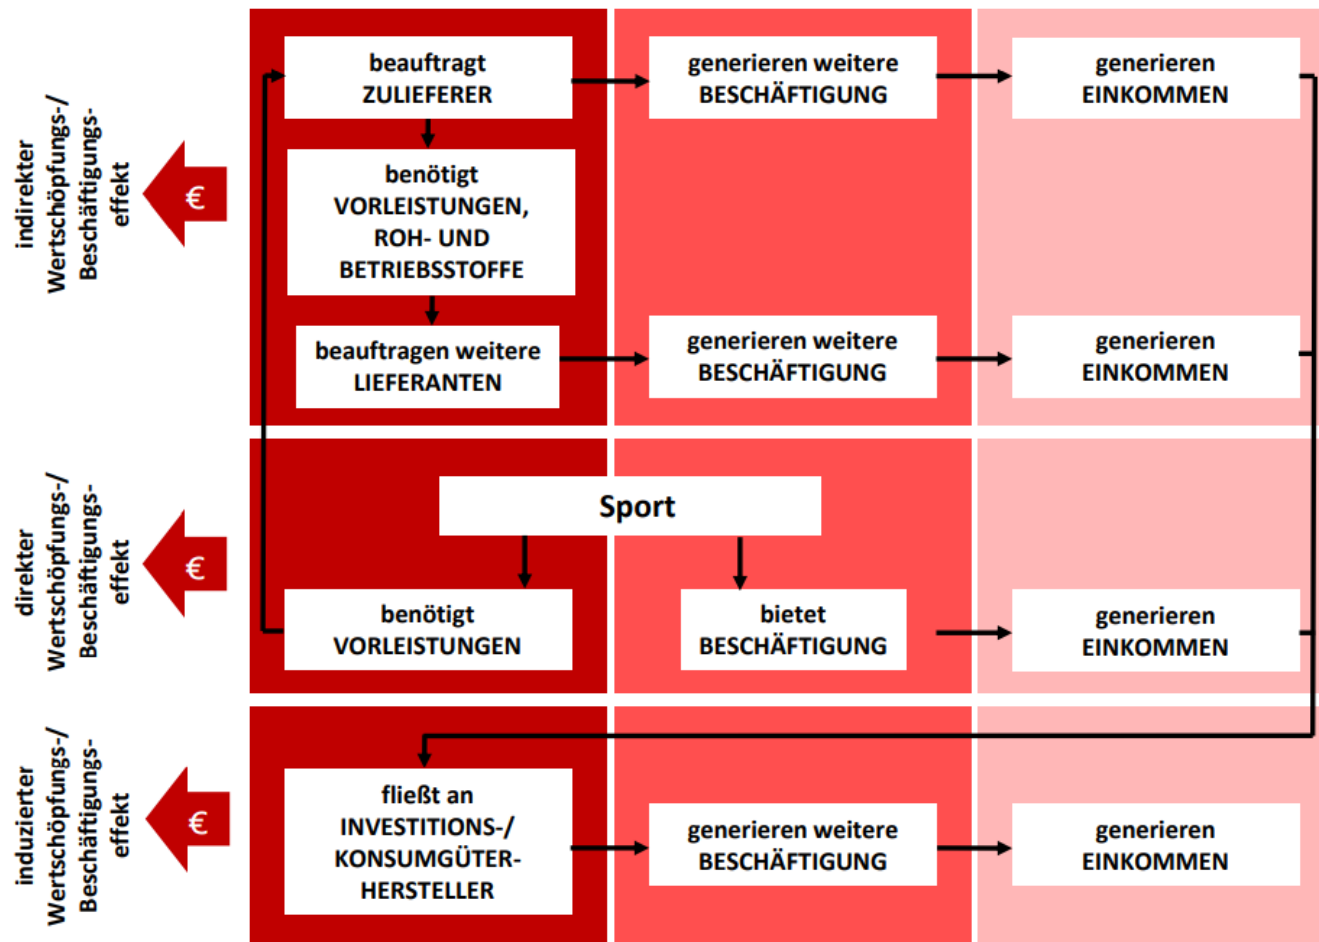 indirekter
Wertschöpfungs-/
Beschäftigungs-
effekt
€
beauftragt
ZULIEFERER
generieren weitere
BESCHÄFTIGUNG
generieren
EINKOMMEN
benötigt
VORLEISTUNGEN,
ROH- UND
BETRIEBSSTOFFE
beauftragen weitere
LIEFERANTEN
generieren weitere
BESCHÄFTIGUNG
generieren
EINKOMMEN
direkter
Wertschöpfungs-/
Beschäftigungs-
effekt
€
Sport
benötigt
VORLEISTUNGEN
bietet
BESCHÄFTIGUNG
generieren
EINKOMMEN
induzierter
Wertschöpfungs-/
Beschäftigungs-
effekt
€
fließt an
INVESTITIONS-/
KONSUMGÜTER-
HERSTELLER
generieren weitere
BESCHÄFTIGUNG
generieren
EINKOMMEN